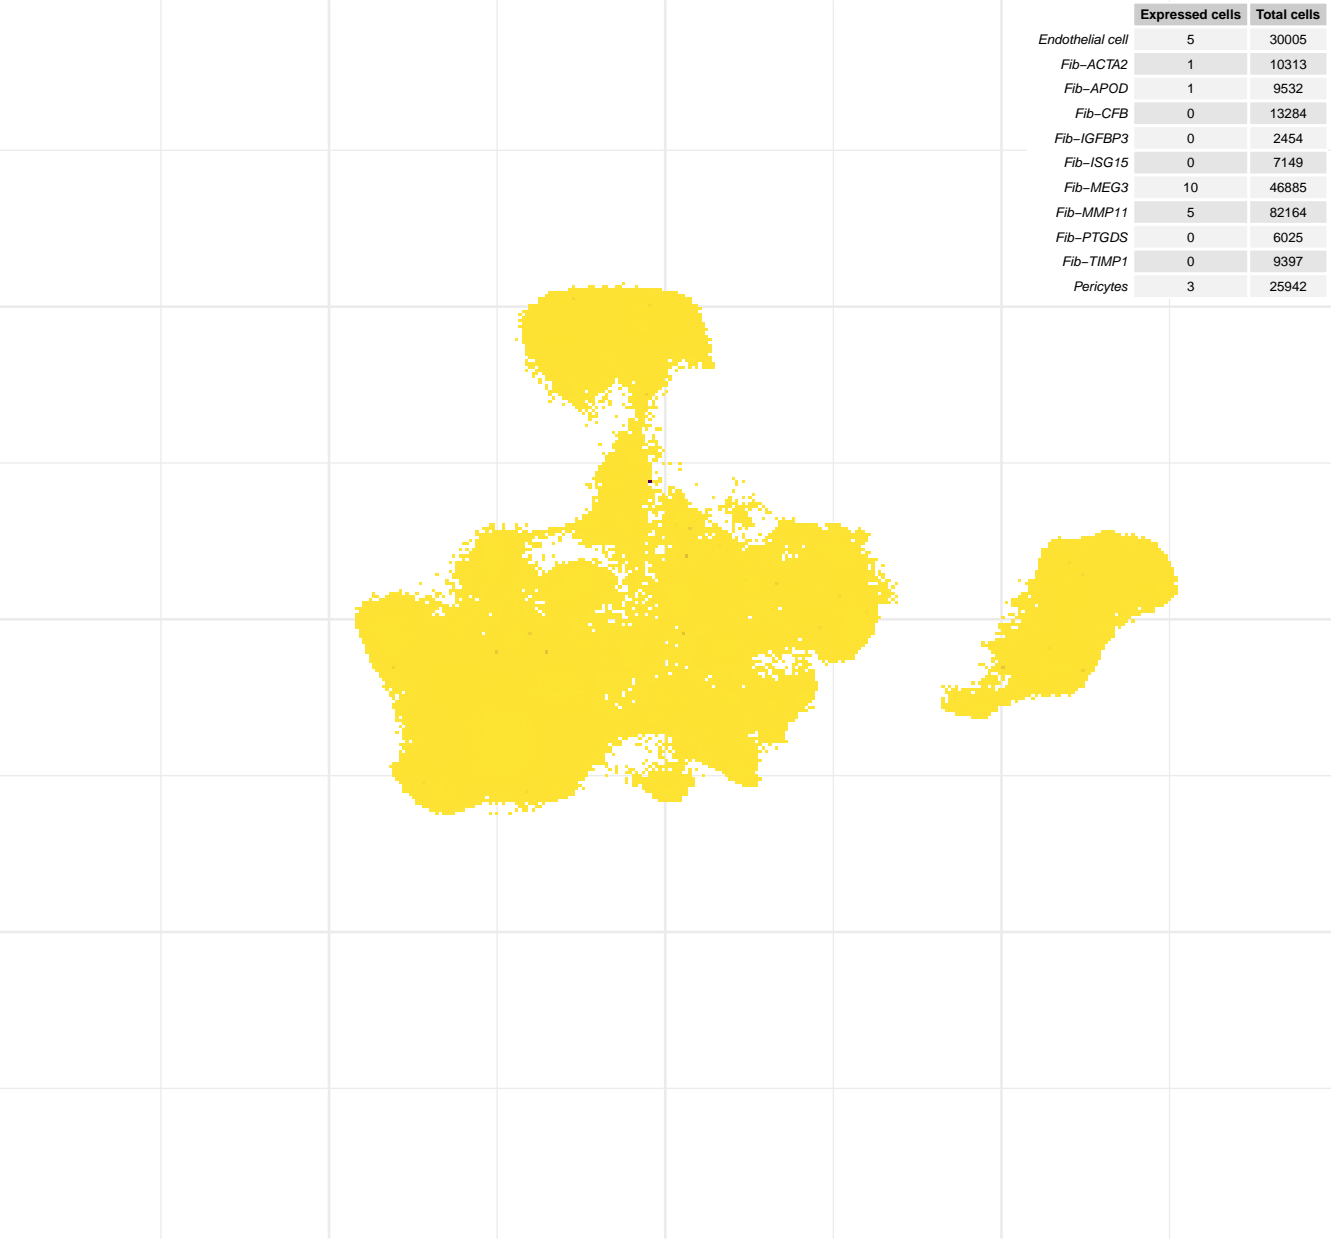 Expressed cells Total cells
Endothelial cell 5 30005
Fib−ACTA2 1 10313
Fib−APOD 1 9532
Fib−CFB 0 13284
Fib−IGFBP3 0 2454
Fib−ISG15 0 7149
Fib−MEG3 10 46885
Fib−MMP11 5 82164
Fib−PTGDS 0 6025
Fib−TIMP1 0 9397
Pericytes 3 25942